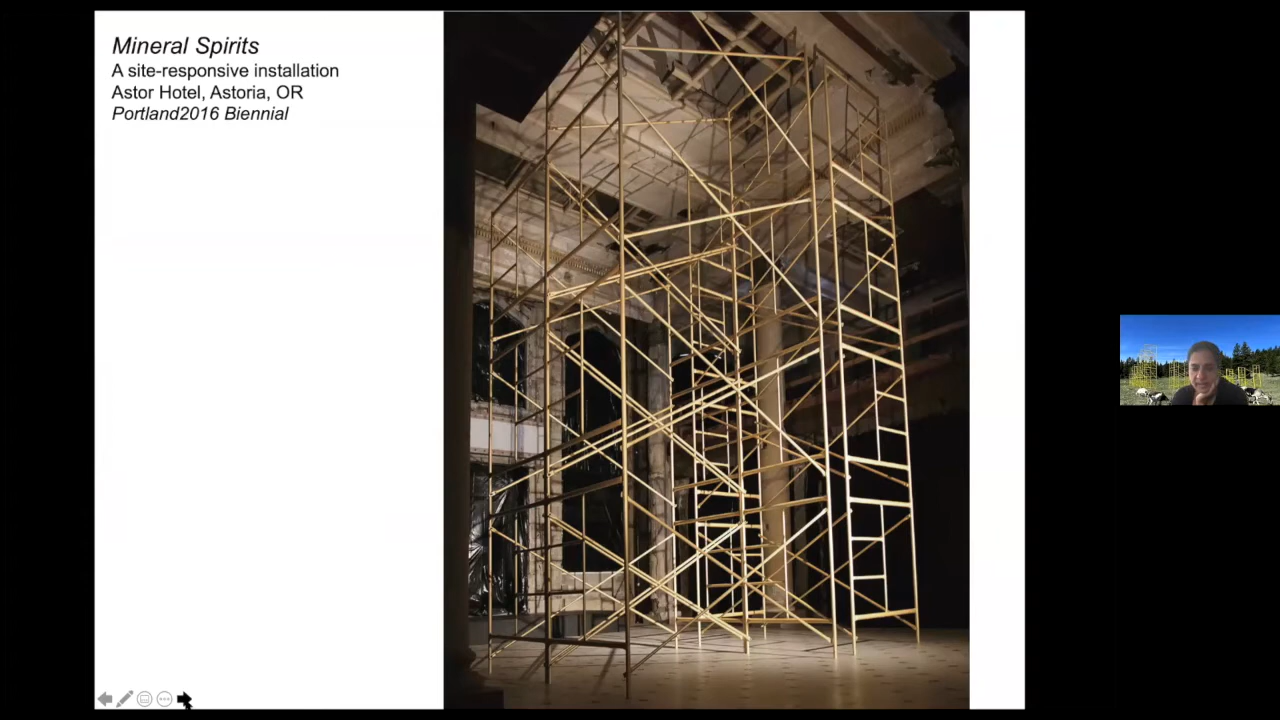 Mineral Spirits
A site-responsive installation
Astor Hotel, Astoria, OR
Portland2016 Biennial